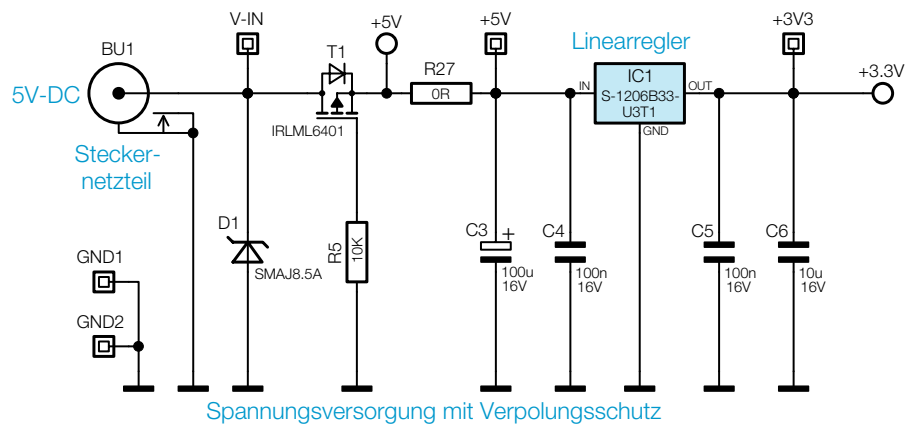 V-IN
+5V
+5V
+3V3
BU1
T1
Linearregler
+3.3V
5V-DC
R27
0R
IN
IC1
S-1206B33-
U3T1
OUT
GND
IRLML6401
Stecker-
netzteil
D1
SMAJ8.5A
R5
10K
C3
+
100u
16V
C4
100n
16V
C5
100n
16V
C6
10u
16V
GND1
GND2
Spannungsversorgung mit Verpolungsschutz